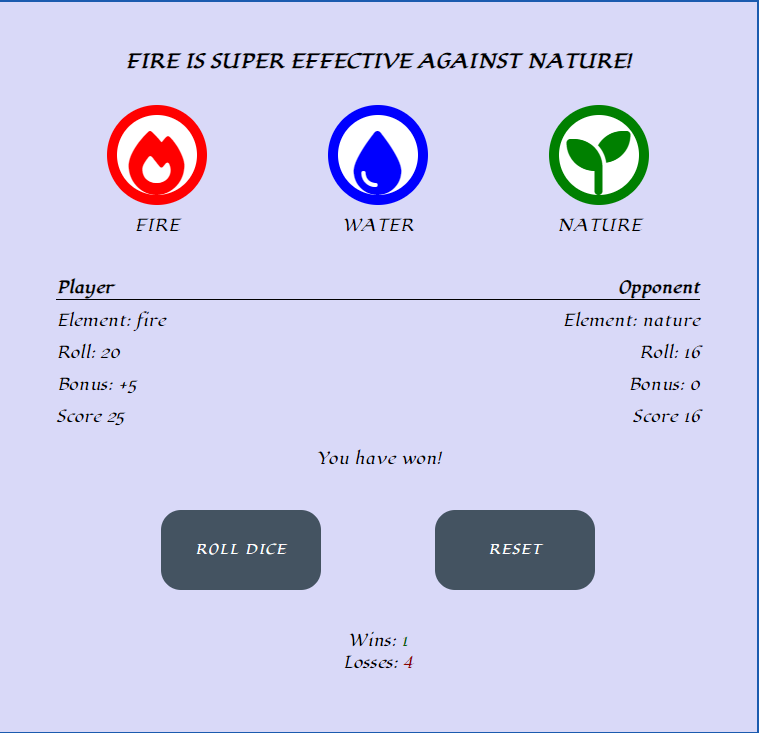 FIRE IS SUPER EFFECTIVE AGAINST NATURE!
FIRE WATER NATURE
Player Opponent
Element: fire Element: nature
Roll: 20 Roll: 16
Bonus: +5 Bonus: 0
Score 25 Score 16
You have won!
ROLL DICE RESET
Wins: 1
Losses: 4